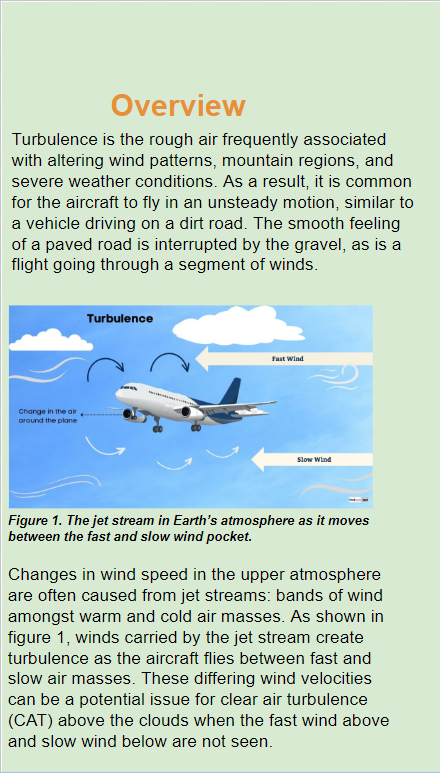 Overview
Turbulence is the rough air frequently associated
with altering wind patterns, mountain regions, and
severe weather conditions. As a result, it is common
for the aircraft to fly in an unsteady motion, similar to
a vehicle driving on a dirt road. The smooth feeling
of a paved road is interrupted by the gravel, as is a
flight going through a segment of winds.
Turbulence
Fast Wind
Change in the air
around the plane
Slow Wind
Figure 1. The jet stream in Earth's atmosphere as it moves
between the fast and slow wind pocket.
Changes in wind speed in the upper atmosphere
are often caused from jet streams: bands of wind
amongst warm and cold air masses. As shown in
figure 1, winds carried by the jet stream create
turbulence as the aircraft flies between fast and
slow air masses. These differing wind velocities
can be a potential issue for clear air turbulence
(CAT) above the clouds when the fast wind above
and slow wind below are not seen.